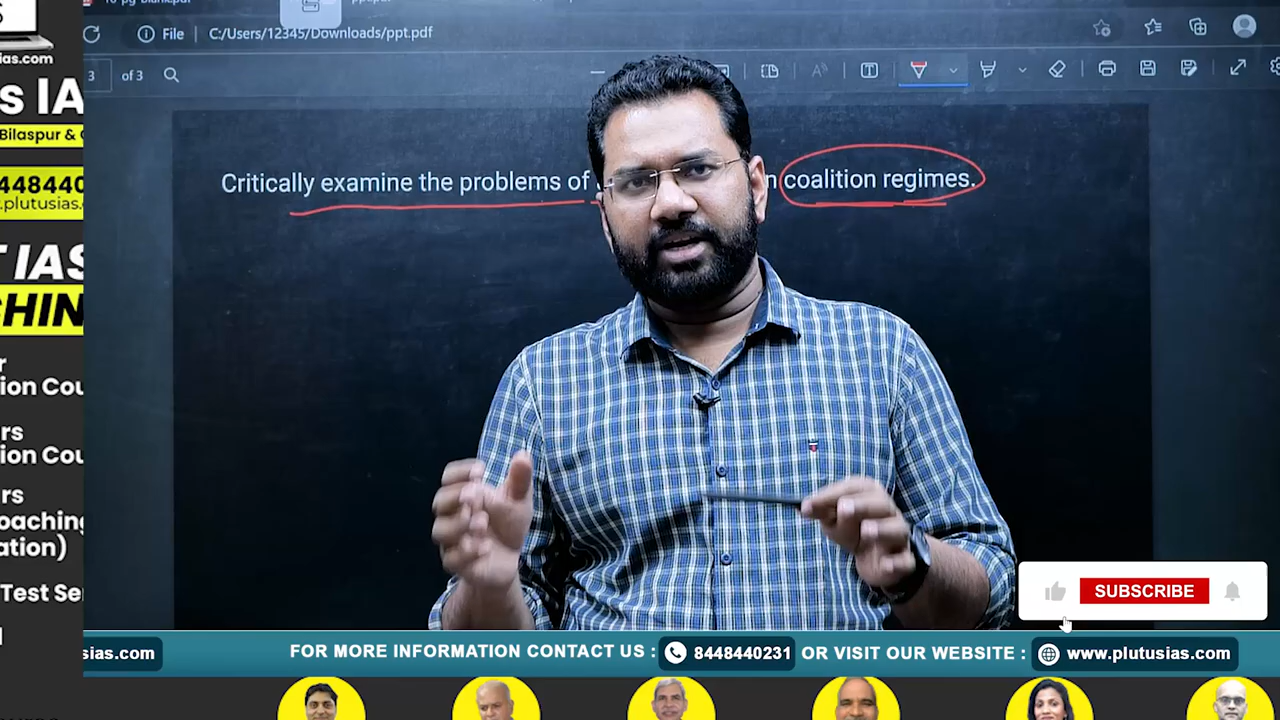 File
C:/Users/12345/Downloads/ppt.pdf
3 of 3
ias.com
s IA
Bilaspur &
448440
.plutusias.
IAS
CHIN
ion Cou
rs
ion Cou
rs
oaching
ation)
Test Se
Critically examine the problems of
coalition regimes.
SUBSCRIBE
sias.com
FOR MORE INFORMATION CONTACT US : 8448440231 OR VISIT OUR WEBSITE : www.plutusias.com